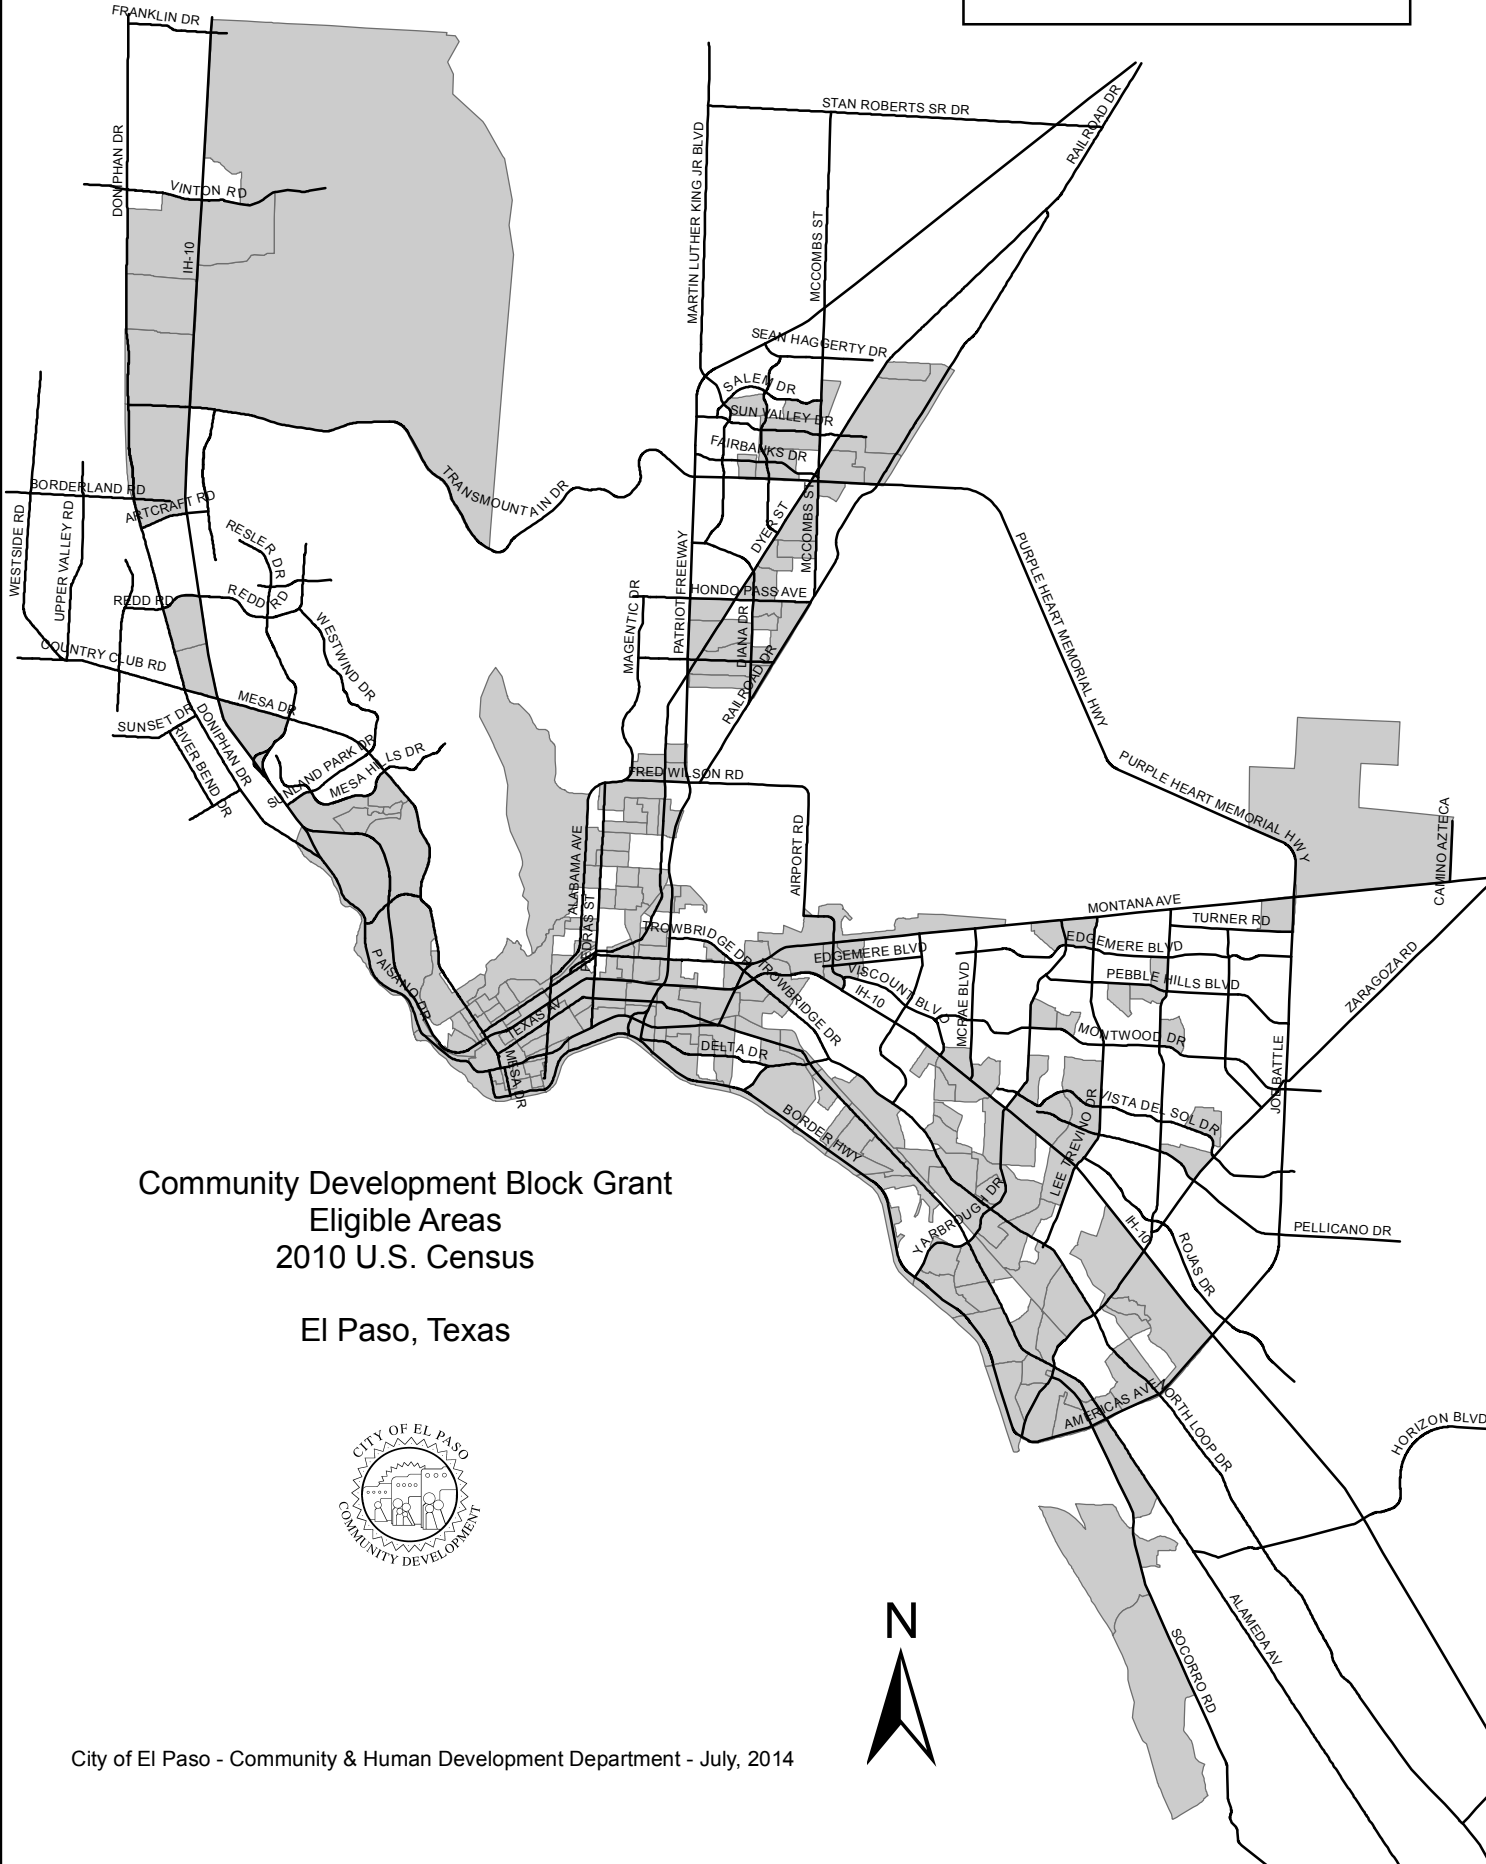 FRANKLIN DR
STAN ROBERTS SR DR
RAILROAD DR
DONIPHAN DR
MARTIN LUTHER KING JR BLVD
VINTON RD
IH-10
MCCOMBS ST
SEAN HAGGERTY DR
SALEM DR
SUN VALLEY DR
FAIRBANKS DR
TRANSMOUNTAIN DR
BORDERLAND RD
ARTCRAFT RD
WESTSIDE RD
UPPER VALLEY RD
RESLER DR
DYER ST
MCCOMBS ST
PURPLE HEART MEMORIAL HWY
PATRIOT FREEWAY
MAGENTIC DR
HONDO PASS AVE
REDD RD
REDD RD
WESTWIND DR
DIANA DR
COUNTRY CLUB RD
RAILROAD DR
MESA DR
SUNSET DR
DONIPHAN DR
RIVER BEND DR
SUNLAND PARK DR
MESA HILLS DR
FRED WILSON RD
PURPLE HEART MEMORIAL HWY
CAMINO AZTECA
ALABAMA AVE
AIRPORT RD
PIEDRAS ST
MONTANA AVE
TURNER RD
TROWBRIDGE DR
EDGEMERE BLVD
EDGEMERE BLVD
ZARAGOZA RD
PAISANO DR
TROWBRIDGE DR
VISCOUNT BLVD
IH-10
MCRAE BLVD
PEBBLE HILLS BLVD
TEXAS AV
MESA DR
DELTA DR
MONTWOOD DR
JOE BATTLE
BORDER HWY
LEE TREVINO DR
VISTA DEL SOL DR
YARBROUGH DR
IH-10
ROJAS DR
PELLICANO DR
Community Development Block Grant
Eligible Areas
2010 U.S. Census
El Paso, Texas
AMERICAS AVE
NORTH LOOP DR
HORIZON BLVD
CITY OF EL PASO
COMMUNITY DEVELOPMENT
N
ALAMEDA AV
SOCORRO RD
City of El Paso - Community & Human Development Department - July, 2014